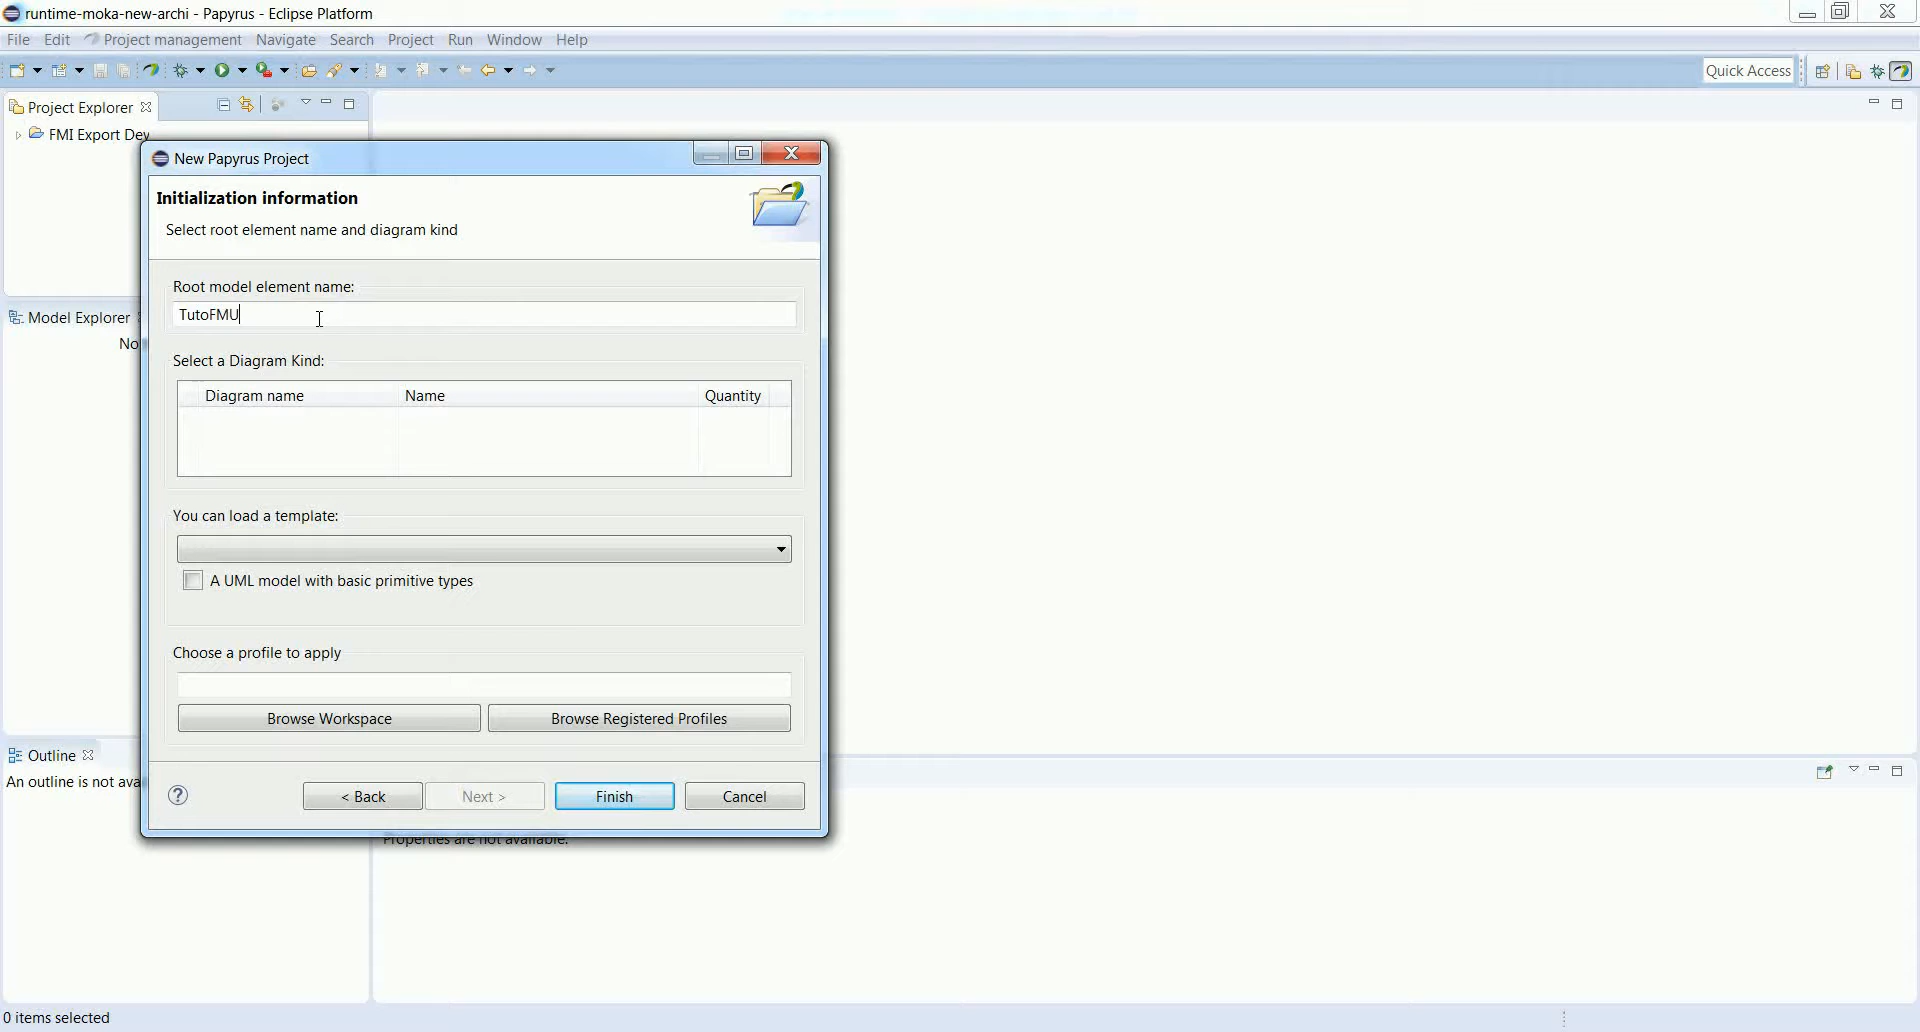 runtime-moka-new-archi - Papyrus - Eclipse Platform
File Edit Project management Navigate Search Project Run Window Help
Quick Access
Project Explorer
FMI Export Dev
New Papyrus Project
Initialization information
Select root element name and diagram kind
Root model element name:
TutoFMU
Model Explorer
No
Select a Diagram Kind:
Diagram name Name Quantity
You can load a template:
A UML model with basic primitive types
Choose a profile to apply
Browse Workspace Browse Registered Profiles
Outline
An outline is not ava
< Back Next > Finish Cancel
Properties are not available.
0 items selected